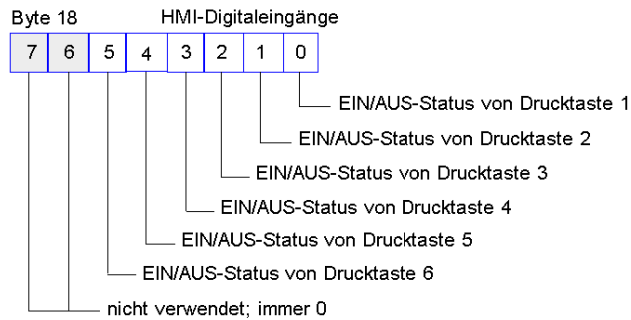 Byte 18 HMI-Digitaleingänge
7 6 5 4 3 2 1 0
EIN/AUS-Status von Drucktaste 1
EIN/AUS-Status von Drucktaste 2
EIN/AUS-Status von Drucktaste 3
EIN/AUS-Status von Drucktaste 4
EIN/AUS-Status von Drucktaste 5
EIN/AUS-Status von Drucktaste 6
nicht verwendet; immer 0